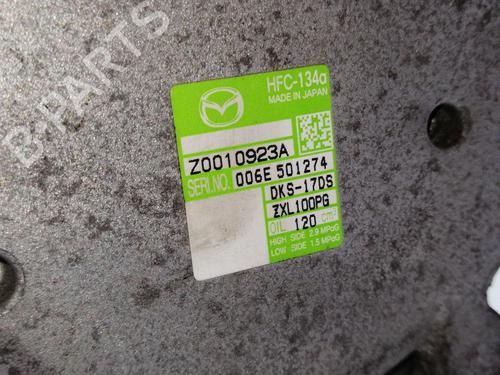 B-PARTS
HFC-134a
MADE IN JAPAN
Z0010923A
SERI.NO. 006E 501274
DKS-17DS
ZXL100PG
OIL 120 cm³
HIGH SIDE 2.9 MPaG
LOW SIDE 1.5 MPaG